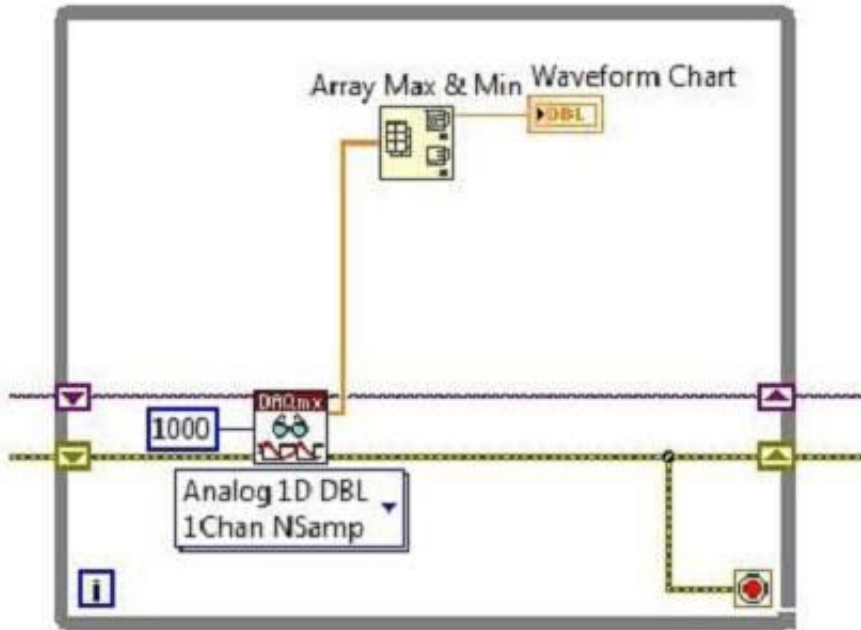 Array Max & Min
Waveform Chart
DBL
DAQmx
1000
Analog 1D DBL
1Chan NSamp
i